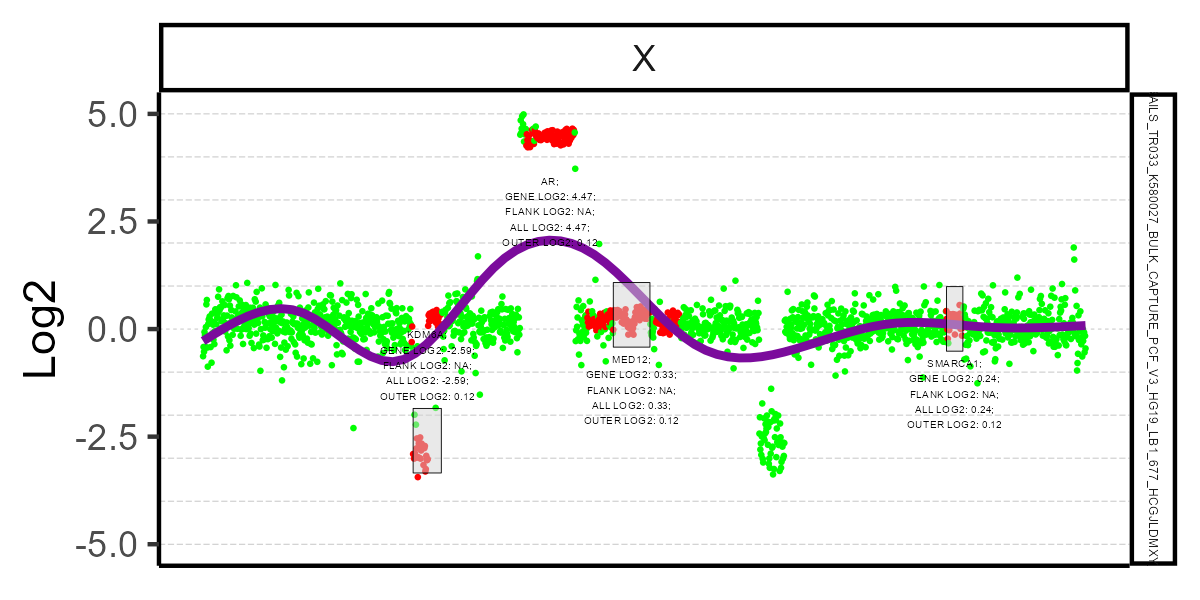 X
5.0
2.5
0.0
-2.5
-5.0
Log2
AR;
GENE LOG2: 4.47;
FLANK LOG2: NA;
ALL LOG2: 4.47;
OUTER LOG2: 0.12
KDM6A;
GENE LOG2: -2.59;
FLANK LOG2: NA;
ALL LOG2: -2.59;
OUTER LOG2: 0.12
MED12;
GENE LOG2: 0.33;
FLANK LOG2: NA;
ALL LOG2: 0.33;
OUTER LOG2: 0.12
SMARCA1;
GENE LOG2: 0.24;
FLANK LOG2: NA;
ALL LOG2: 0.24;
OUTER LOG2: 0.12
AILS_TR033_K580027_BULK_CAPTURE_PCF_V3_HG19_LB1_677_HCGJLDMXY